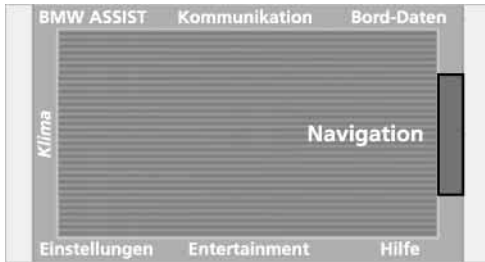 BMW ASSIST Kommunikation Bord-Daten
Klima
Navigation
Einstellungen Entertainment Hilfe